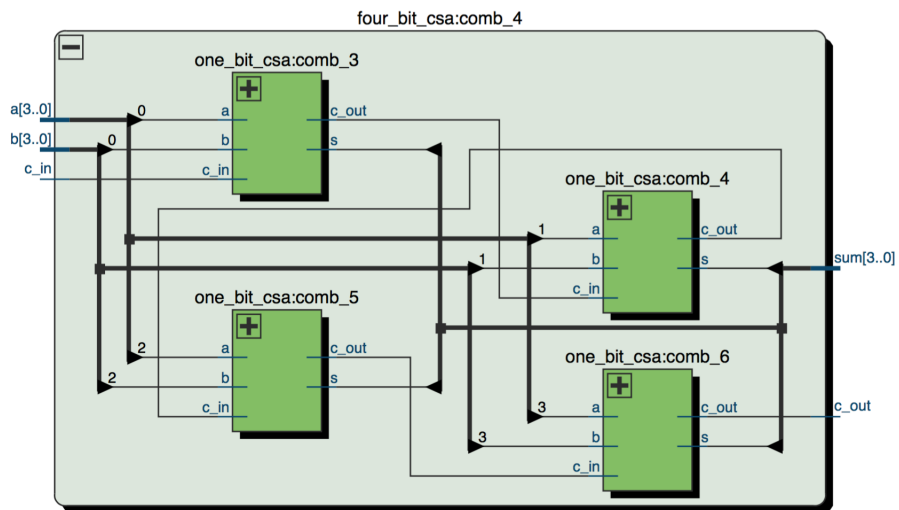 four_bit_csa:comb_4
one_bit_csa:comb_3
a[3..0]
0
a
c_out
b[3..0]
0
b
s
c_in
c_in
one_bit_csa:comb_4
1
a
c_out
1
b
s
sum[3..0]
c_in
one_bit_csa:comb_5
2
a
c_out
2
b
s
c_in
one_bit_csa:comb_6
3
a
c_out
c_out
3
b
s
c_in